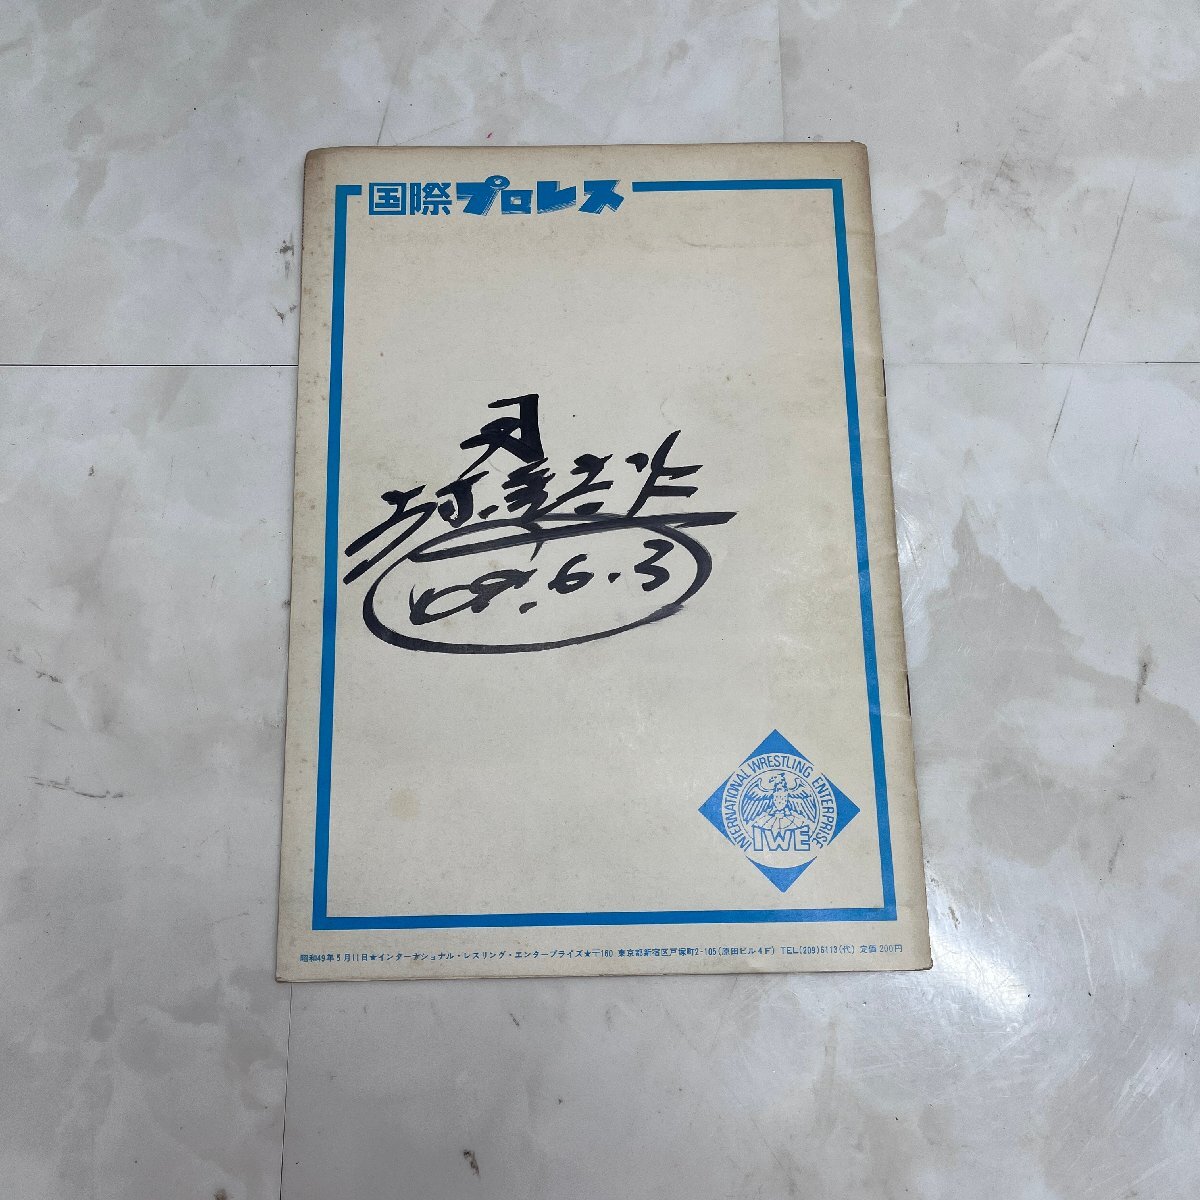 国際プロレス
'09.6.3
INTERNATIONAL WRESTLING ENTERPRISE
IWE
昭和49年5月11日★インターナショナル・レスリング・エンタープライズ★〒160 東京都新宿区戸塚町2-105(原田ビル4F) TEL(209)6113(代) 定価200円